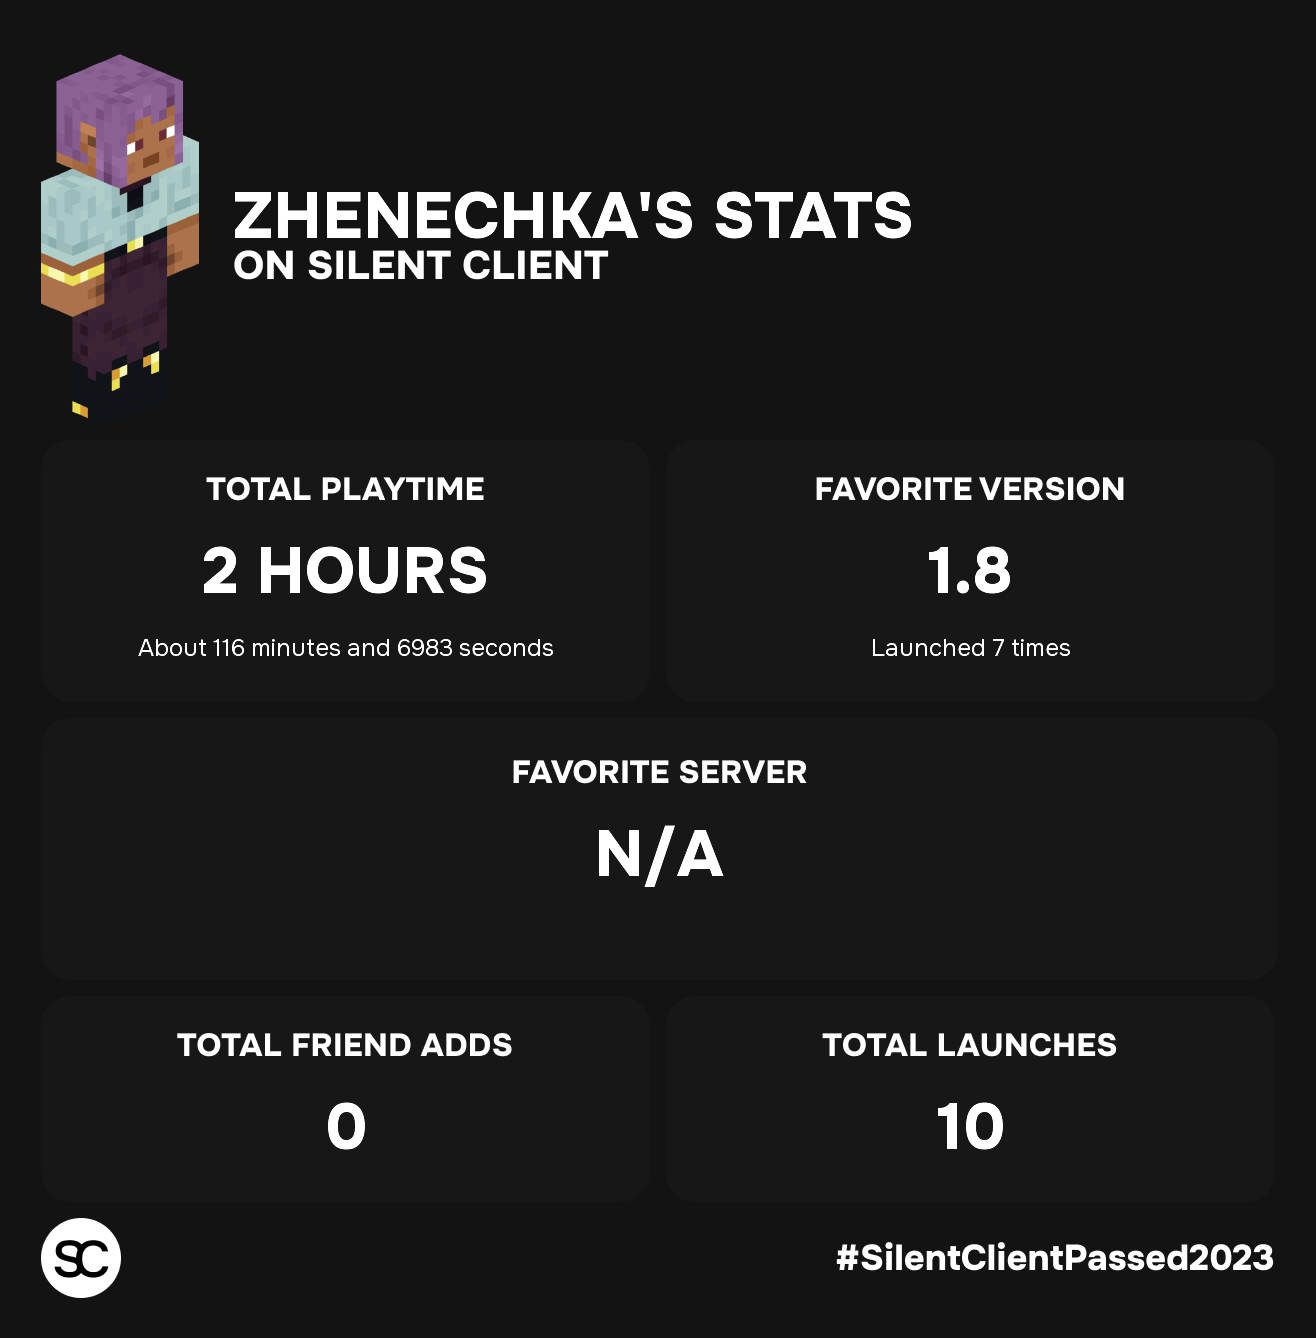 ZHENECHKA'S STATS
ON SILENT CLIENT
TOTAL PLAYTIME
2 HOURS
About 116 minutes and 6983 seconds
FAVORITE VERSION
1.8
Launched 7 times
FAVORITE SERVER
N/A
TOTAL FRIEND ADDS
0
TOTAL LAUNCHES
10
SC
#SilentClientPassed2023